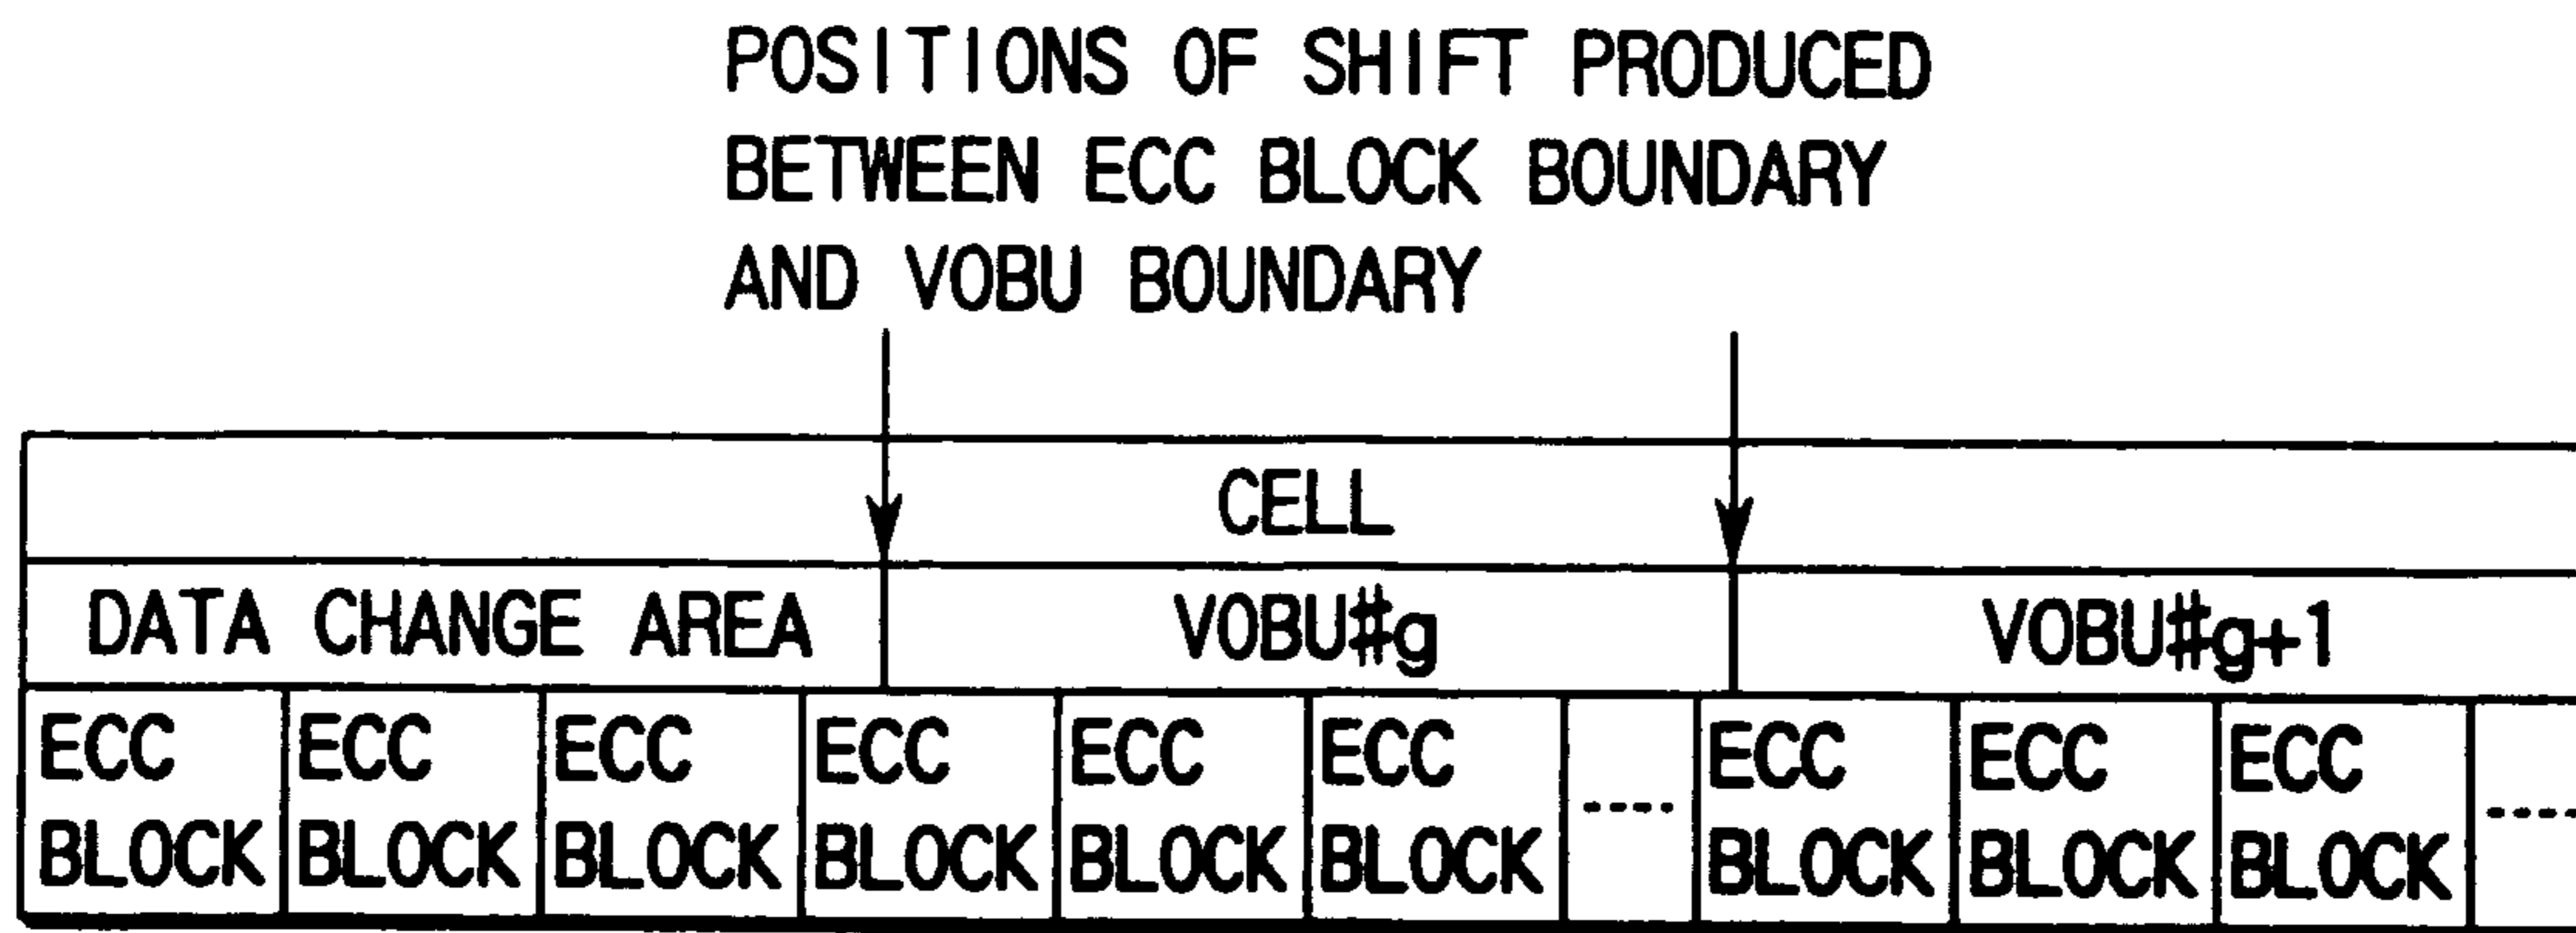 POSITIONS OF SHIFT PRODUCED
BETWEEN ECC BLOCK BOUNDARY
AND VOBU BOUNDARY
CELL
DATA CHANGE AREA VOBU#g VOBU#g+1
ECC ECC ECC ECC ECC ECC ---- ECC ECC ECC ----
BLOCK BLOCK BLOCK BLOCK BLOCK BLOCK BLOCK BLOCK BLOCK